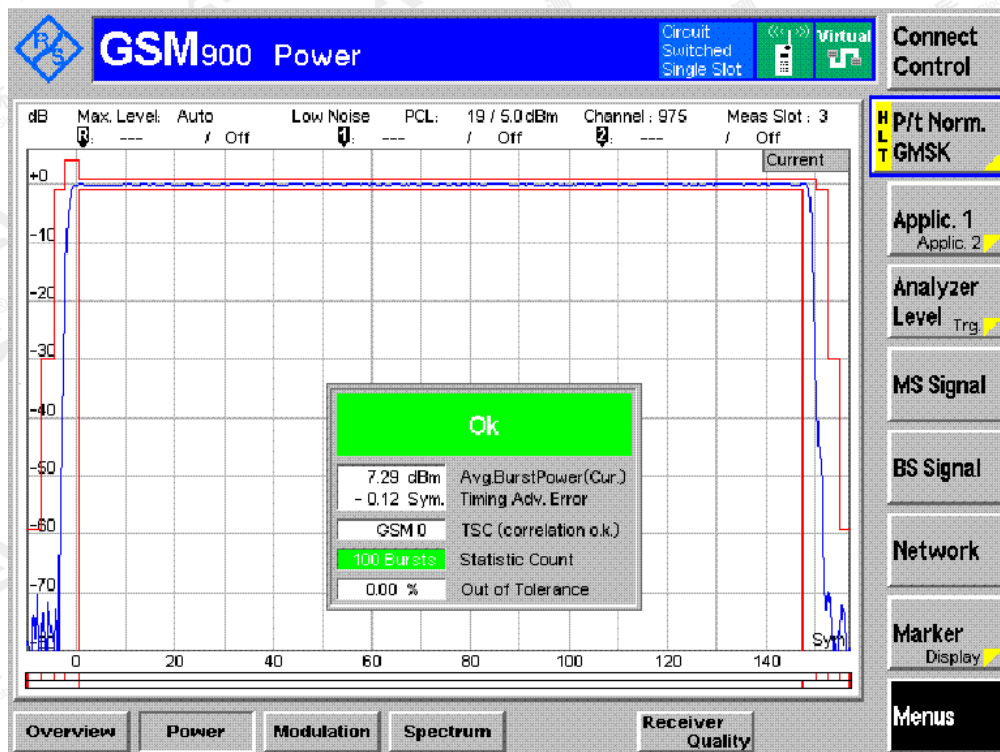 R/S
GSM900 Power
Circuit
Switched
Single Slot
Virtual
Connect
Control
dB Max. Level: Auto Low Noise PCL: 19 / 5.0 dBm Channel : 975 Meas Slot : 3
R: --- / Off 1: --- / Off 2: --- / Off
Current
H
L
T
P/t Norm.
GMSK
+0
-10
-20
-30
-40
-50
-60
-70
Applic. 1
Applic. 2
Analyzer
Level Trg.
MS Signal
BS Signal
Network
Marker
Display
Menus
Ok
7.29 dBm Avg.BurstPower(Cur.)
- 0.12 Sym. Timing Adv. Error
GSM 0 TSC (correlation o.k.)
100 Bursts Statistic Count
0.00 % Out of Tolerance
Sym
0 20 40 60 80 100 120 140
Overview
Power
Modulation
Spectrum
Receiver
Quality